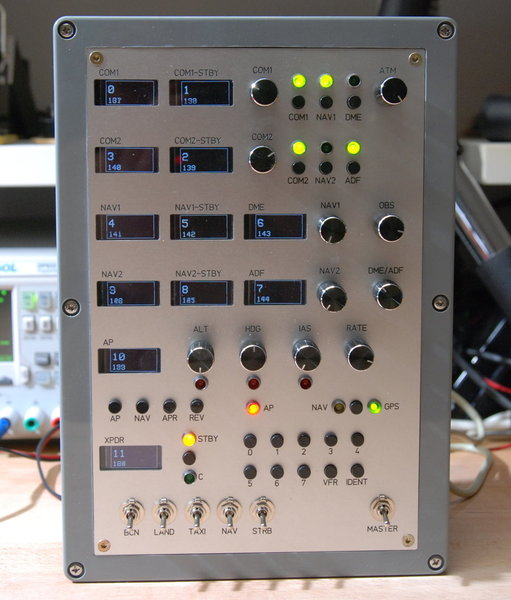 COM1 COM1-STBY COM1 ATM
0 1
187 138
COM1 NAV1 DME
COM2 COM2-STBY COM2
3 2
140 139
COM2 NAV2 ADF
NAV1 NAV1-STBY DME NAV1 OBS
4 5 6
141 142 143
NAV2 NAV2-STBY ADF NAV2 DME/ADF
9 8 7
108 105 144
ALT HDG IAS RATE
AP
10
AP NAV APR REV AP NAV GPS
XPDR STBY
11
0 1 2 3 4
C
5 6 7 VFR IDENT
BCN LAND TAXI NAV STRB MASTER